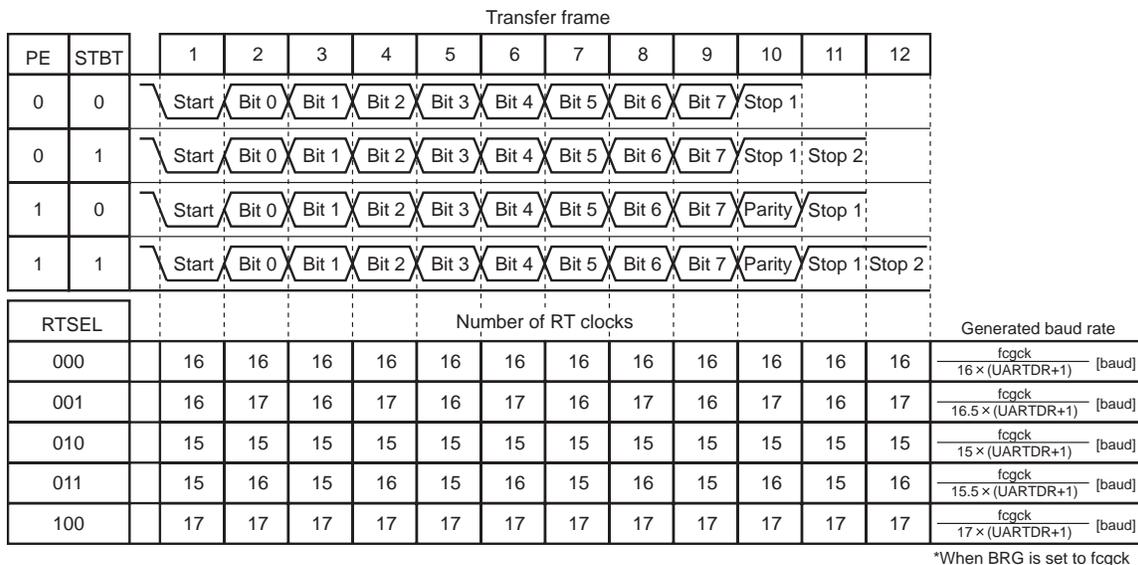 Transfer frame
PE STBT 1 2 3 4 5 6 7 8 9 10 11 12
0 0 Start Bit 0 Bit 1 Bit 2 Bit 3 Bit 4 Bit 5 Bit 6 Bit 7 Stop 1
0 1 Start Bit 0 Bit 1 Bit 2 Bit 3 Bit 4 Bit 5 Bit 6 Bit 7 Stop 1 Stop 2
1 0 Start Bit 0 Bit 1 Bit 2 Bit 3 Bit 4 Bit 5 Bit 6 Bit 7 Parity Stop 1
1 1 Start Bit 0 Bit 1 Bit 2 Bit 3 Bit 4 Bit 5 Bit 6 Bit 7 Parity Stop 1 Stop 2
RTSEL Number of RT clocks Generated baud rate
000 16 16 16 16 16 16 16 16 16 16 16 16 fcgck / 16 × (UARTDR+1) [baud]
001 16 17 16 17 16 17 16 17 16 17 16 17 fcgck / 16.5 × (UARTDR+1) [baud]
010 15 15 15 15 15 15 15 15 15 15 15 15 fcgck / 15 × (UARTDR+1) [baud]
011 15 16 15 16 15 16 15 16 15 16 15 16 fcgck / 15.5 × (UARTDR+1) [baud]
100 17 17 17 17 17 17 17 17 17 17 17 17 fcgck / 17 × (UARTDR+1) [baud]
*When BRG is set to fcgck